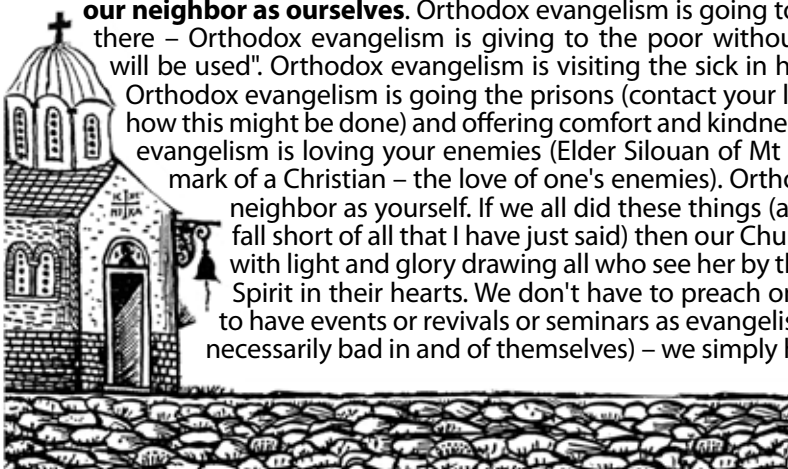 our neighbor as ourselves. Orthodox evangelism is going to
there – Orthodox evangelism is giving to the poor withou
will be used". Orthodox evangelism is visiting the sick in h
Orthodox evangelism is going the prisons (contact your l
how this might be done) and offering comfort and kindne
evangelism is loving your enemies (Elder Silouan of Mt
mark of a Christian – the love of one's enemies). Ortho
neighbor as yourself. If we all did these things (a
fall short of all that I have just said) then our Chu
with light and glory drawing all who see her by th
Spirit in their hearts. We don't have to preach or
to have events or revivals or seminars as evangelis
necessarily bad in and of themselves) – we simply b
IC XC
NIKA